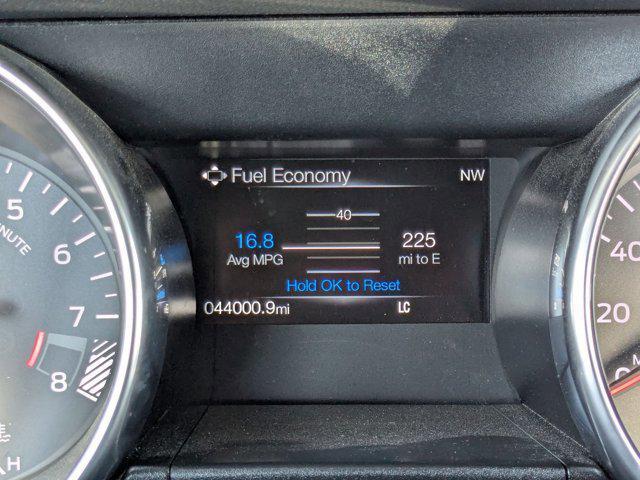 Fuel Economy NW
40
16.8 225
Avg MPG mi to E
Hold OK to Reset
044000.9mi LC
5
6
7
8
H
40
20